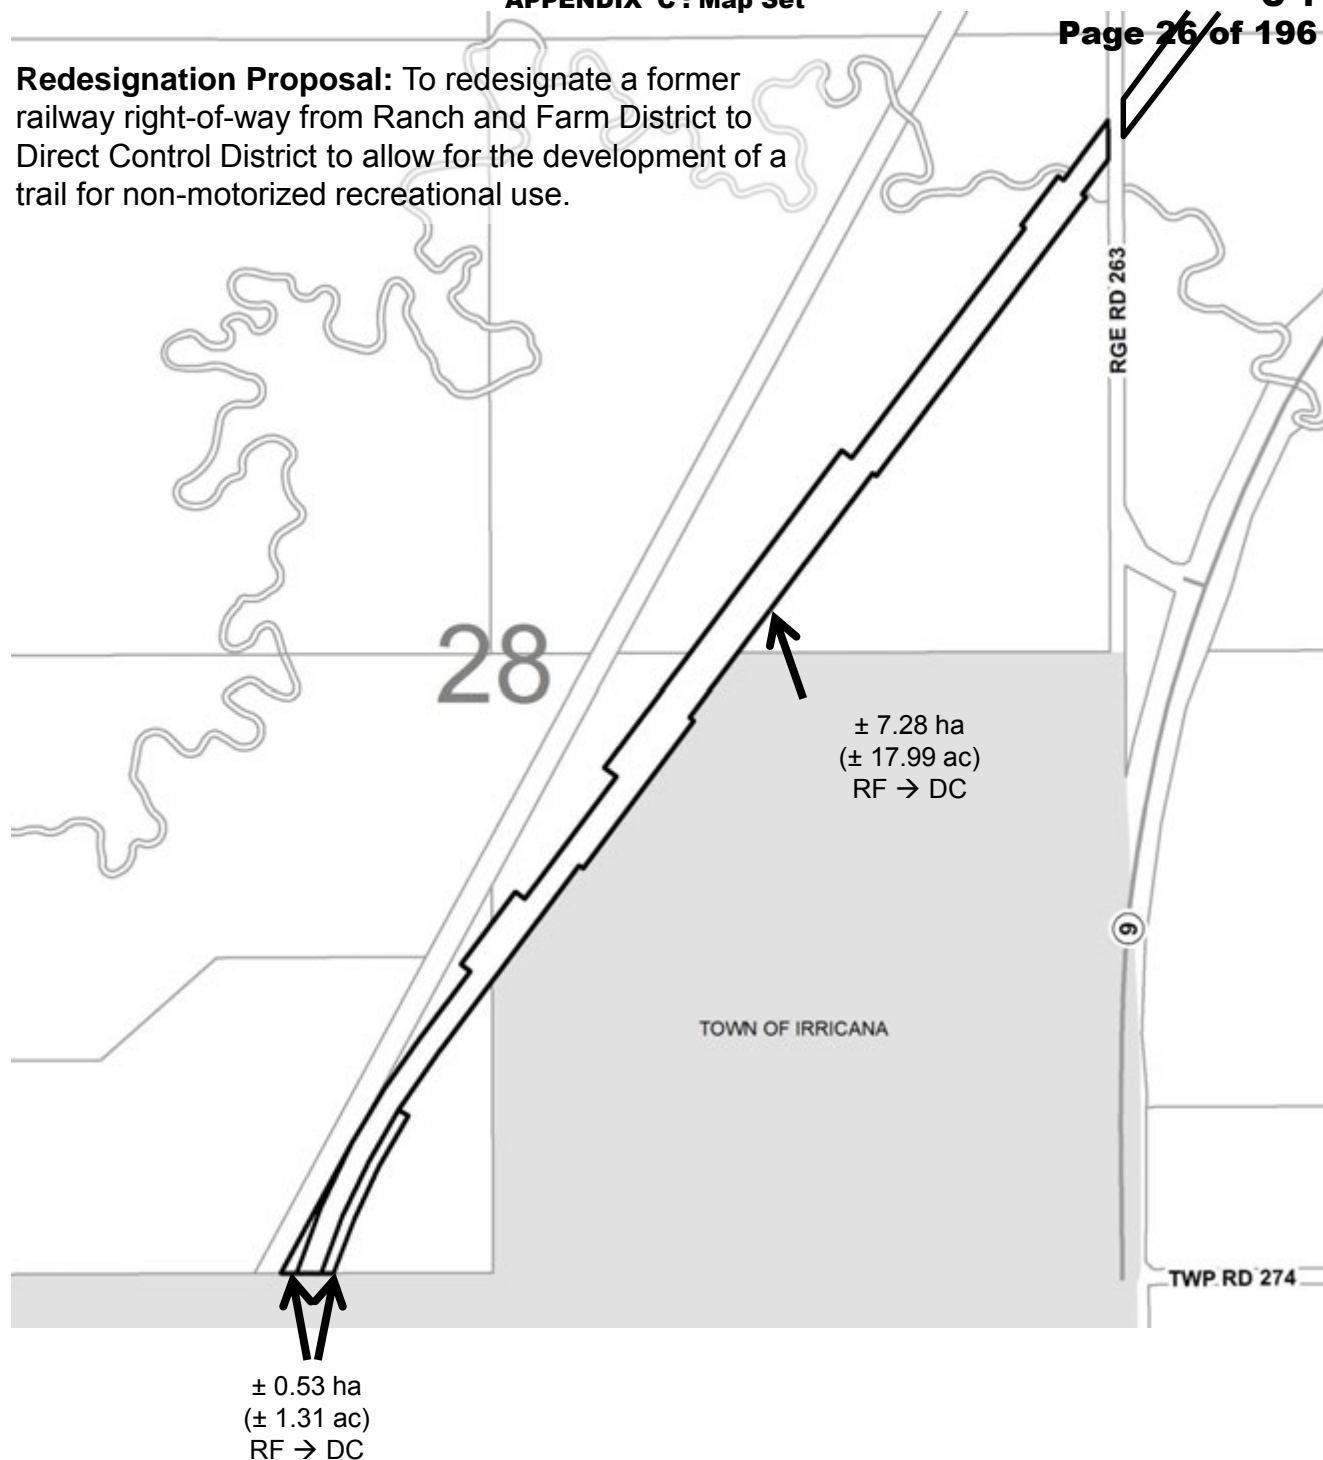 APPENDIX 'C': Map Set
Page 26 of 196
Redesignation Proposal: To redesignate a former
railway right-of-way from Ranch and Farm District to
Direct Control District to allow for the development of a
trail for non-motorized recreational use.
RGE RD 263
28
± 7.28 ha
(± 17.99 ac)
RF → DC
9
TOWN OF IRRICANA
TWP RD 274
± 0.53 ha
(± 1.31 ac)
RF → DC